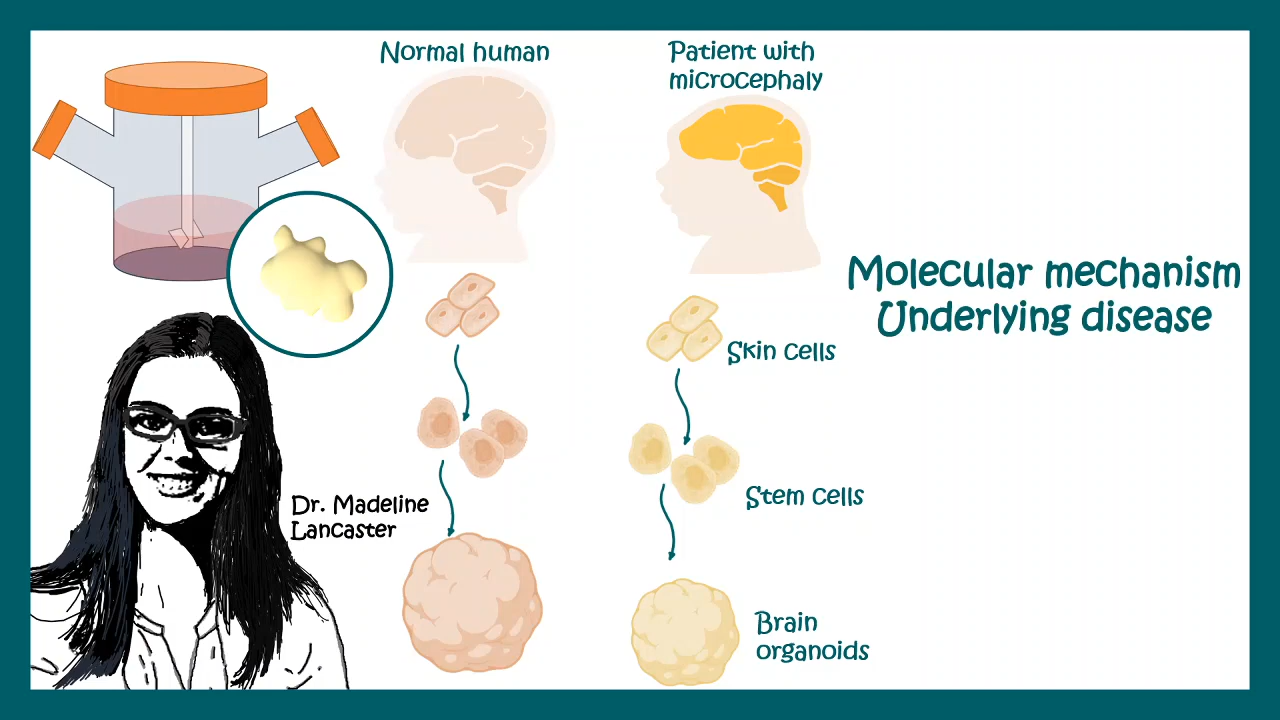 Normal human
Patient with
microcephaly
Molecular mechanism
Underlying disease
Skin cells
Stem cells
Dr. Madeline
Lancaster
Brain
organoids